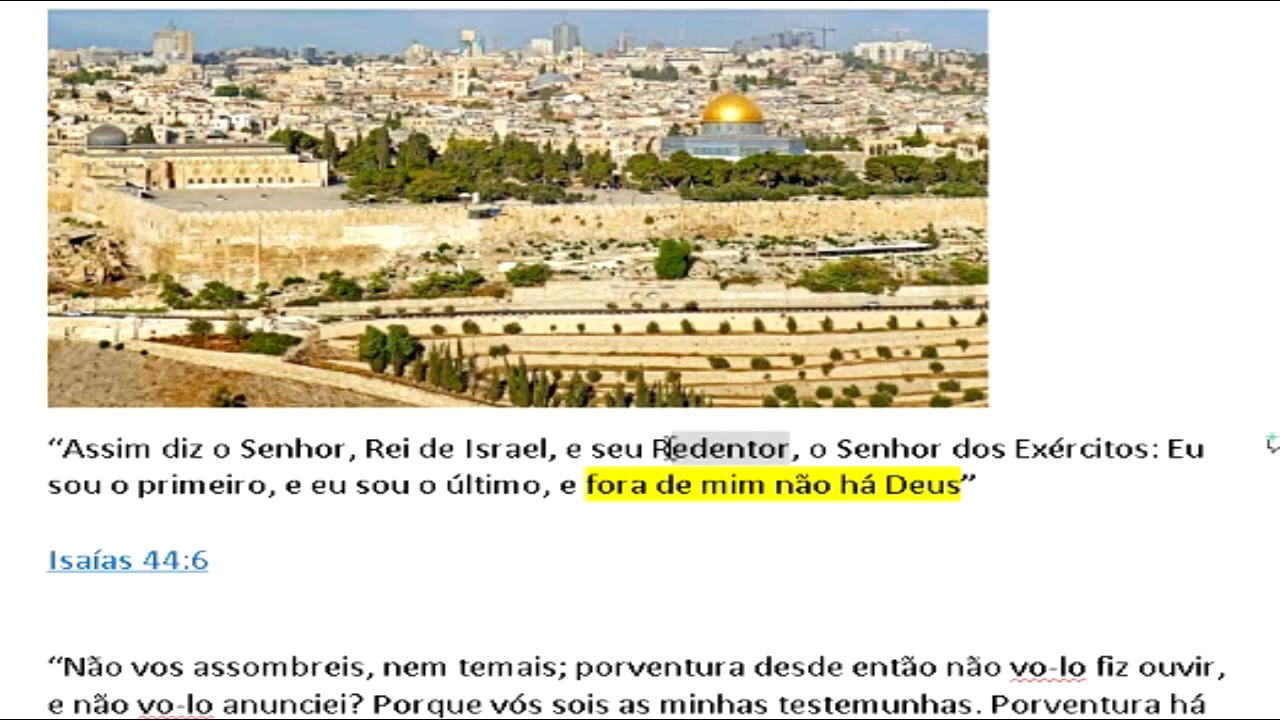 “Assim diz o Senhor, Rei de Israel, e seu Redentor, o Senhor dos Exércitos: Eu
sou o primeiro, e eu sou o último, e fora de mim não há Deus”
Isaías 44:6
“Não vos assombreis, nem temais; porventura desde então não vo-lo fiz ouvir,
e não vo-lo anunciei? Porque vós sois as minhas testemunhas. Porventura há